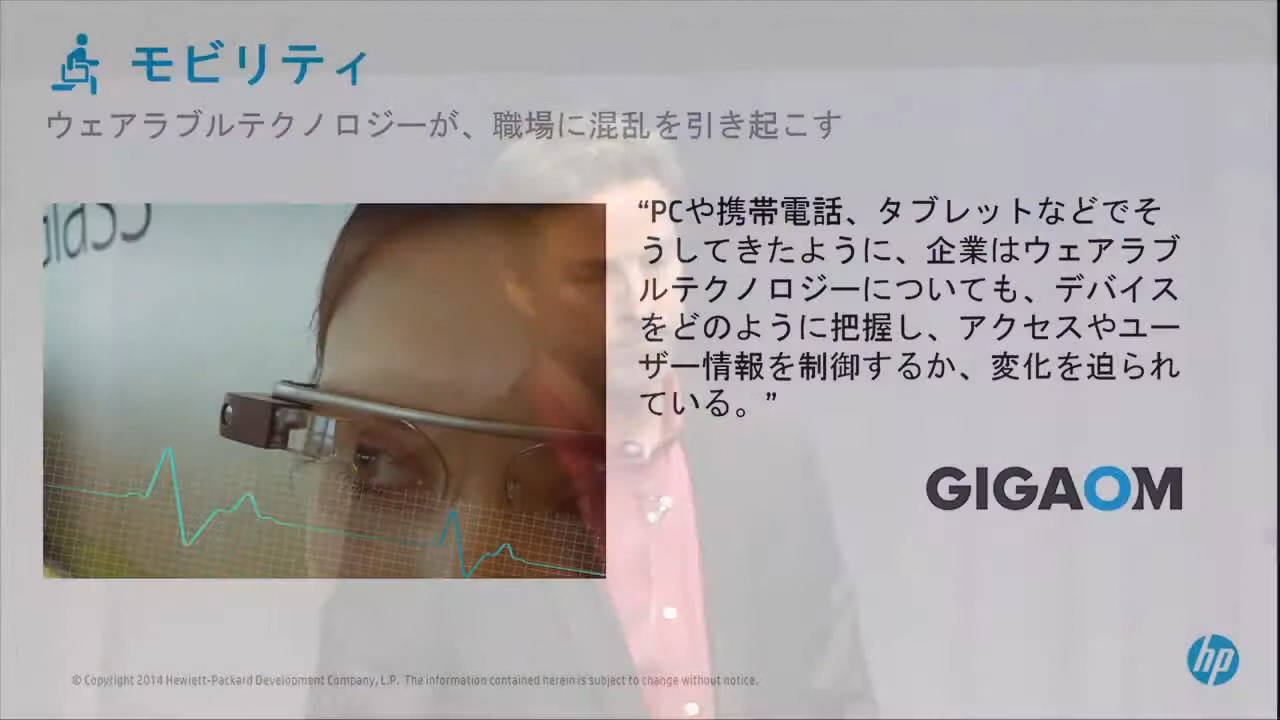 モビリティ
ウェアラブルテクノロジーが、職場に混乱を引き起こす
glass
“PCや携帯電話、タブレットなどでそ
うしてきたように、企業はウェアラブ
ルテクノロジーについても、デバイス
をどのように把握し、アクセスやユー
ザー情報を制御するか、変化を迫られ
ている。”
GIGAOM
hp
© Copyright 2014 Hewlett-Packard Development Company, L.P. The information contained herein is subject to change without notice.